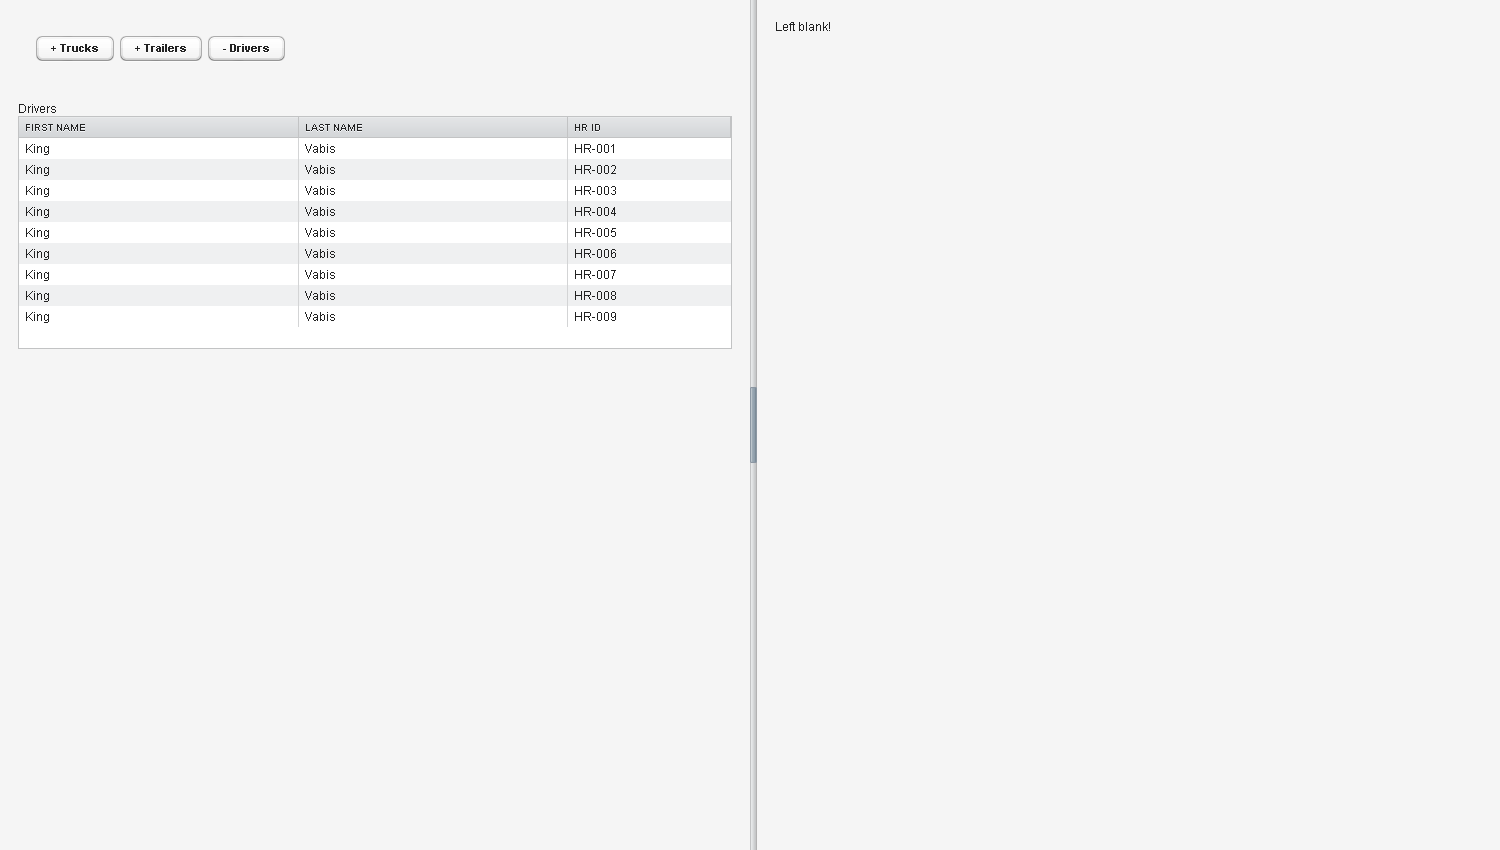 + Trucks + Trailers - Drivers
Left blank!
Drivers
FIRST NAME LAST NAME HR ID
King Vabis HR-001
King Vabis HR-002
King Vabis HR-003
King Vabis HR-004
King Vabis HR-005
King Vabis HR-006
King Vabis HR-007
King Vabis HR-008
King Vabis HR-009